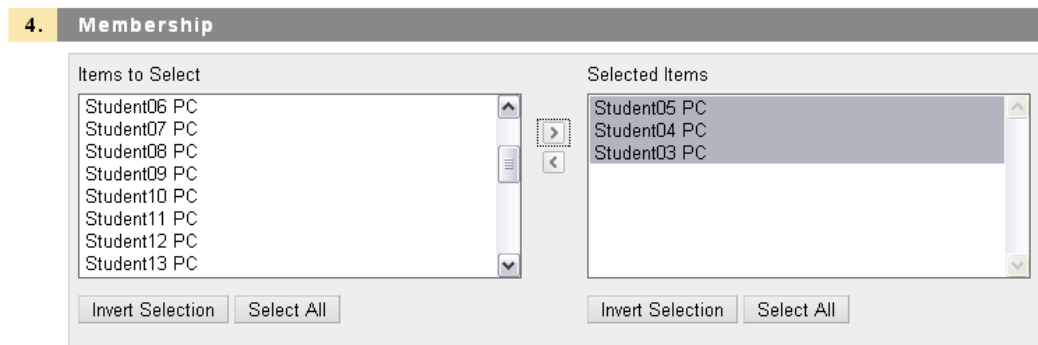 4. Membership
Items to Select
Student06 PC
Student07 PC
Student08 PC
Student09 PC
Student10 PC
Student11 PC
Student12 PC
Student13 PC
Invert Selection Select All
Selected Items
Student05 PC
Student04 PC
Student03 PC
Invert Selection Select All